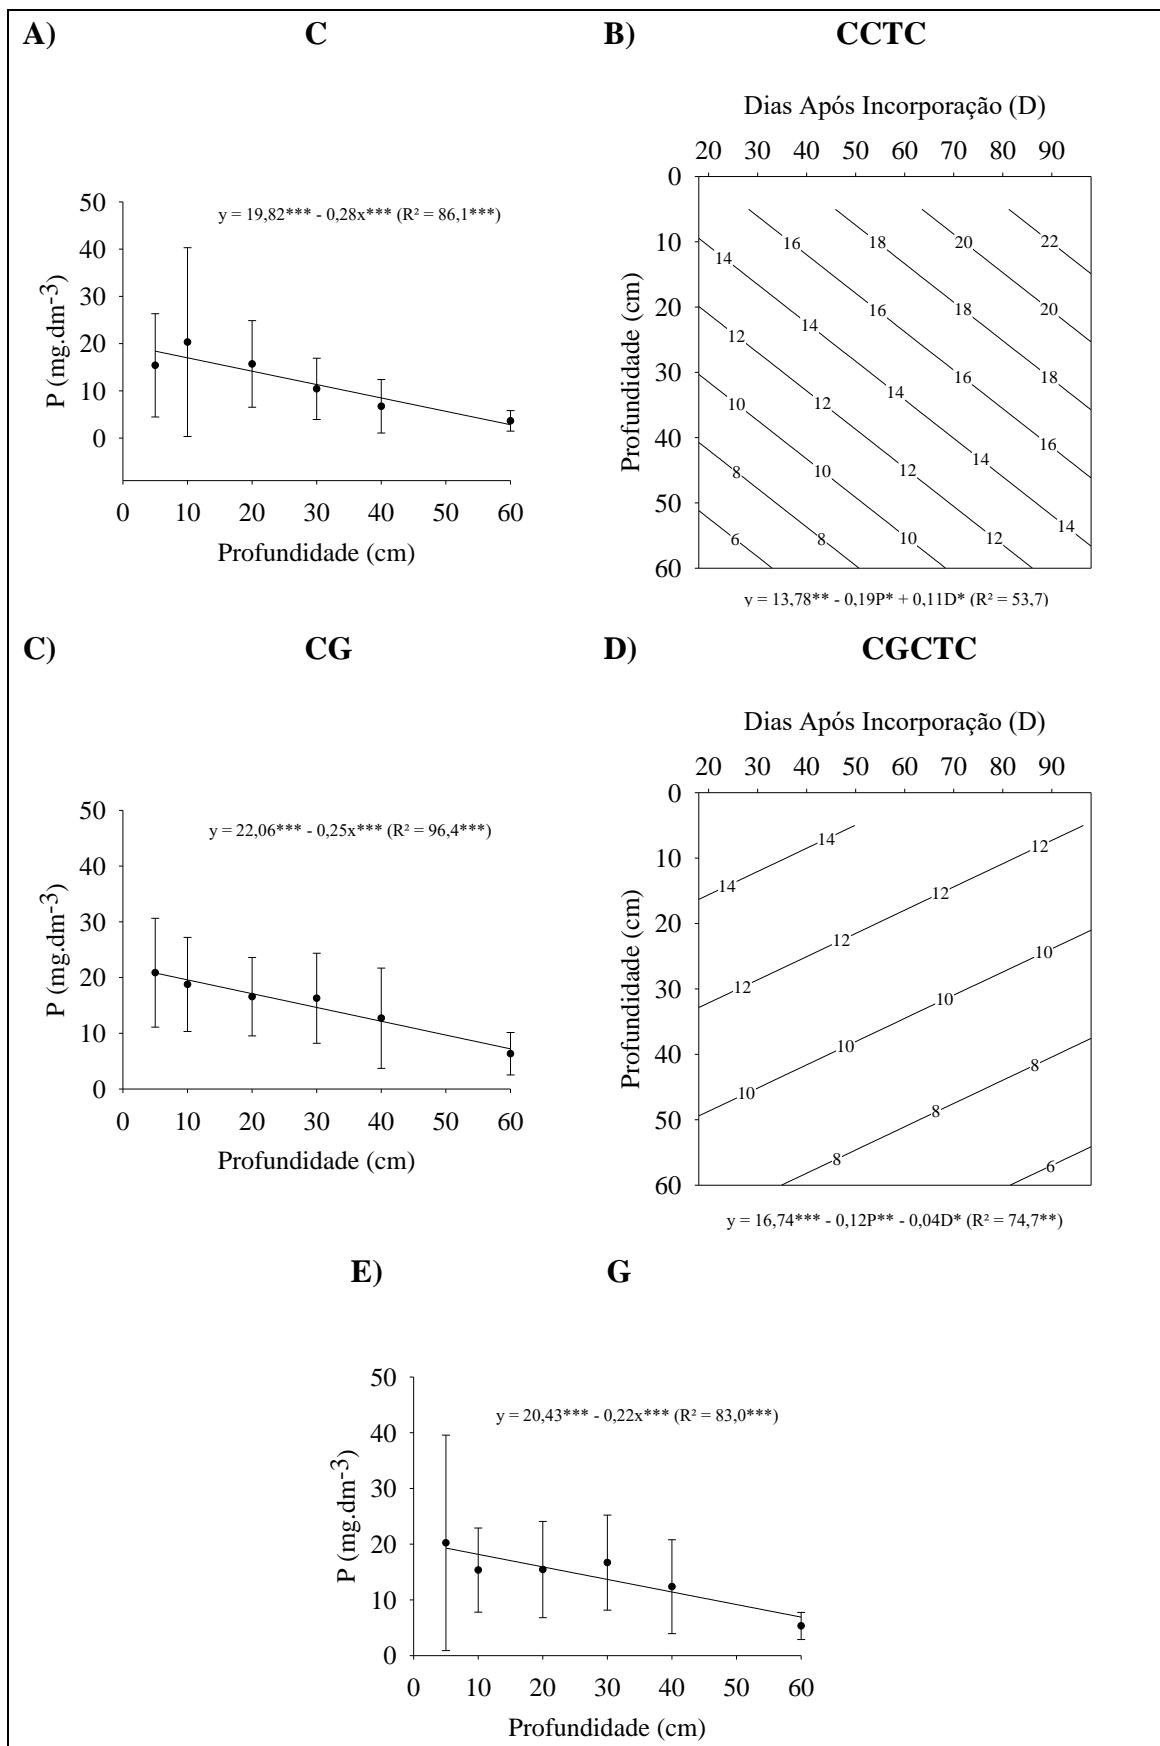 A) C
50
40
30
20
10
0
P (mg.dm-3)
y = 19,82*** - 0,28x*** (R² = 86,1***)
0 10 20 30 40 50 60
Profundidade (cm)
B) CCTC
Dias Após Incorporação (D)
20 30 40 50 60 70 80 90
0
10
20
30
40
50
60
Profundidade (cm)
16 18 20 22
14
16
18 20
12 14
16 18
10 12 14
16
8 10 12 14
14
6 8 10 12
y = 13,78** - 0,19P* + 0,11D* (R² = 53,7)
C) CG
50
40
30
20
10
0
P (mg.dm-3)
y = 22,06*** - 0,25x*** (R² = 96,4***)
0 10 20 30 40 50 60
Profundidade (cm)
D) CGCTC
Dias Após Incorporação (D)
20 30 40 50 60 70 80 90
0
10
20
30
40
50
60
Profundidade (cm)
14 12
14 12
12
12 10
10
10
10 8
8
8 6
y = 16,74*** - 0,12P** - 0,04D* (R² = 74,7**)
E) G
50
40
30
20
10
0
P (mg.dm-3)
y = 20,43*** - 0,22x*** (R² = 83,0***)
0 10 20 30 40 50 60
Profundidade (cm)